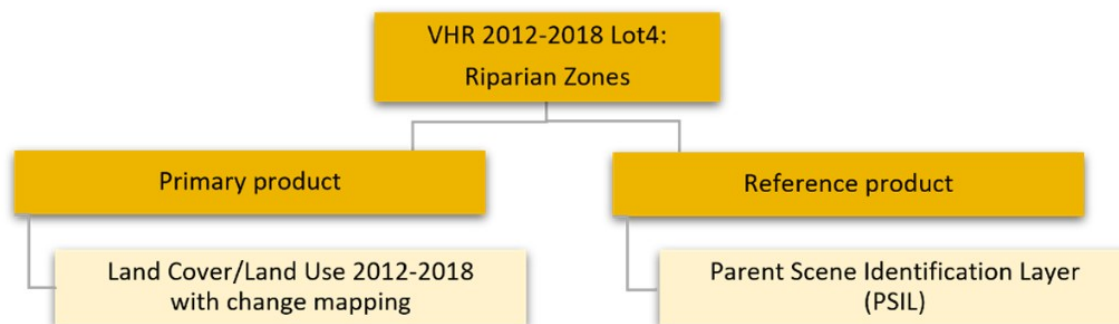 VHR 2012-2018 Lot4:
Riparian Zones
Primary product
Reference product
Land Cover/Land Use 2012-2018
with change mapping
Parent Scene Identification Layer
(PSIL)